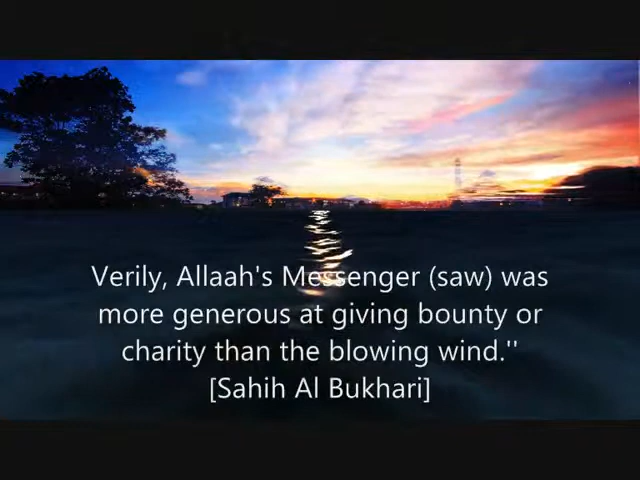 Verily, Allaah's Messenger (saw) was
more generous at giving bounty or
charity than the blowing wind.''
[Sahih Al Bukhari]